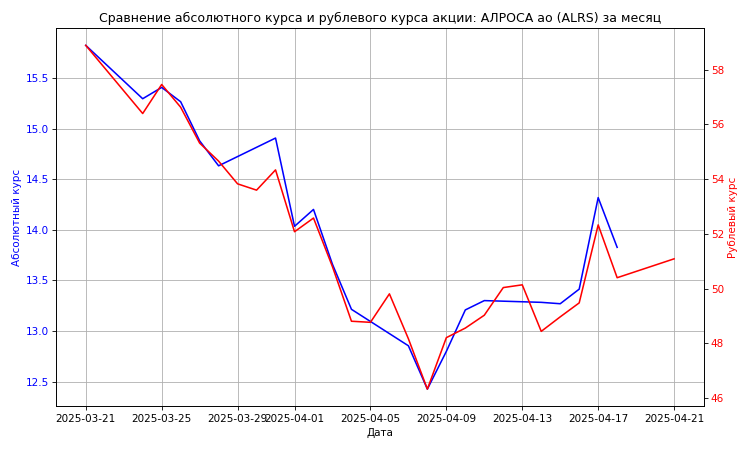 Сравнение абсолютного курса и рублевого курса акции: АЛРОСА ао (ALRS) за месяц
Абсолютный курс
15.5
15.0
14.5
14.0
13.5
13.0
12.5
58
56
54
52
50
48
46
Рублевый курс
2025-03-21 2025-03-25 2025-03-29 2025-04-01 2025-04-05 2025-04-09 2025-04-13 2025-04-17 2025-04-21
Дата